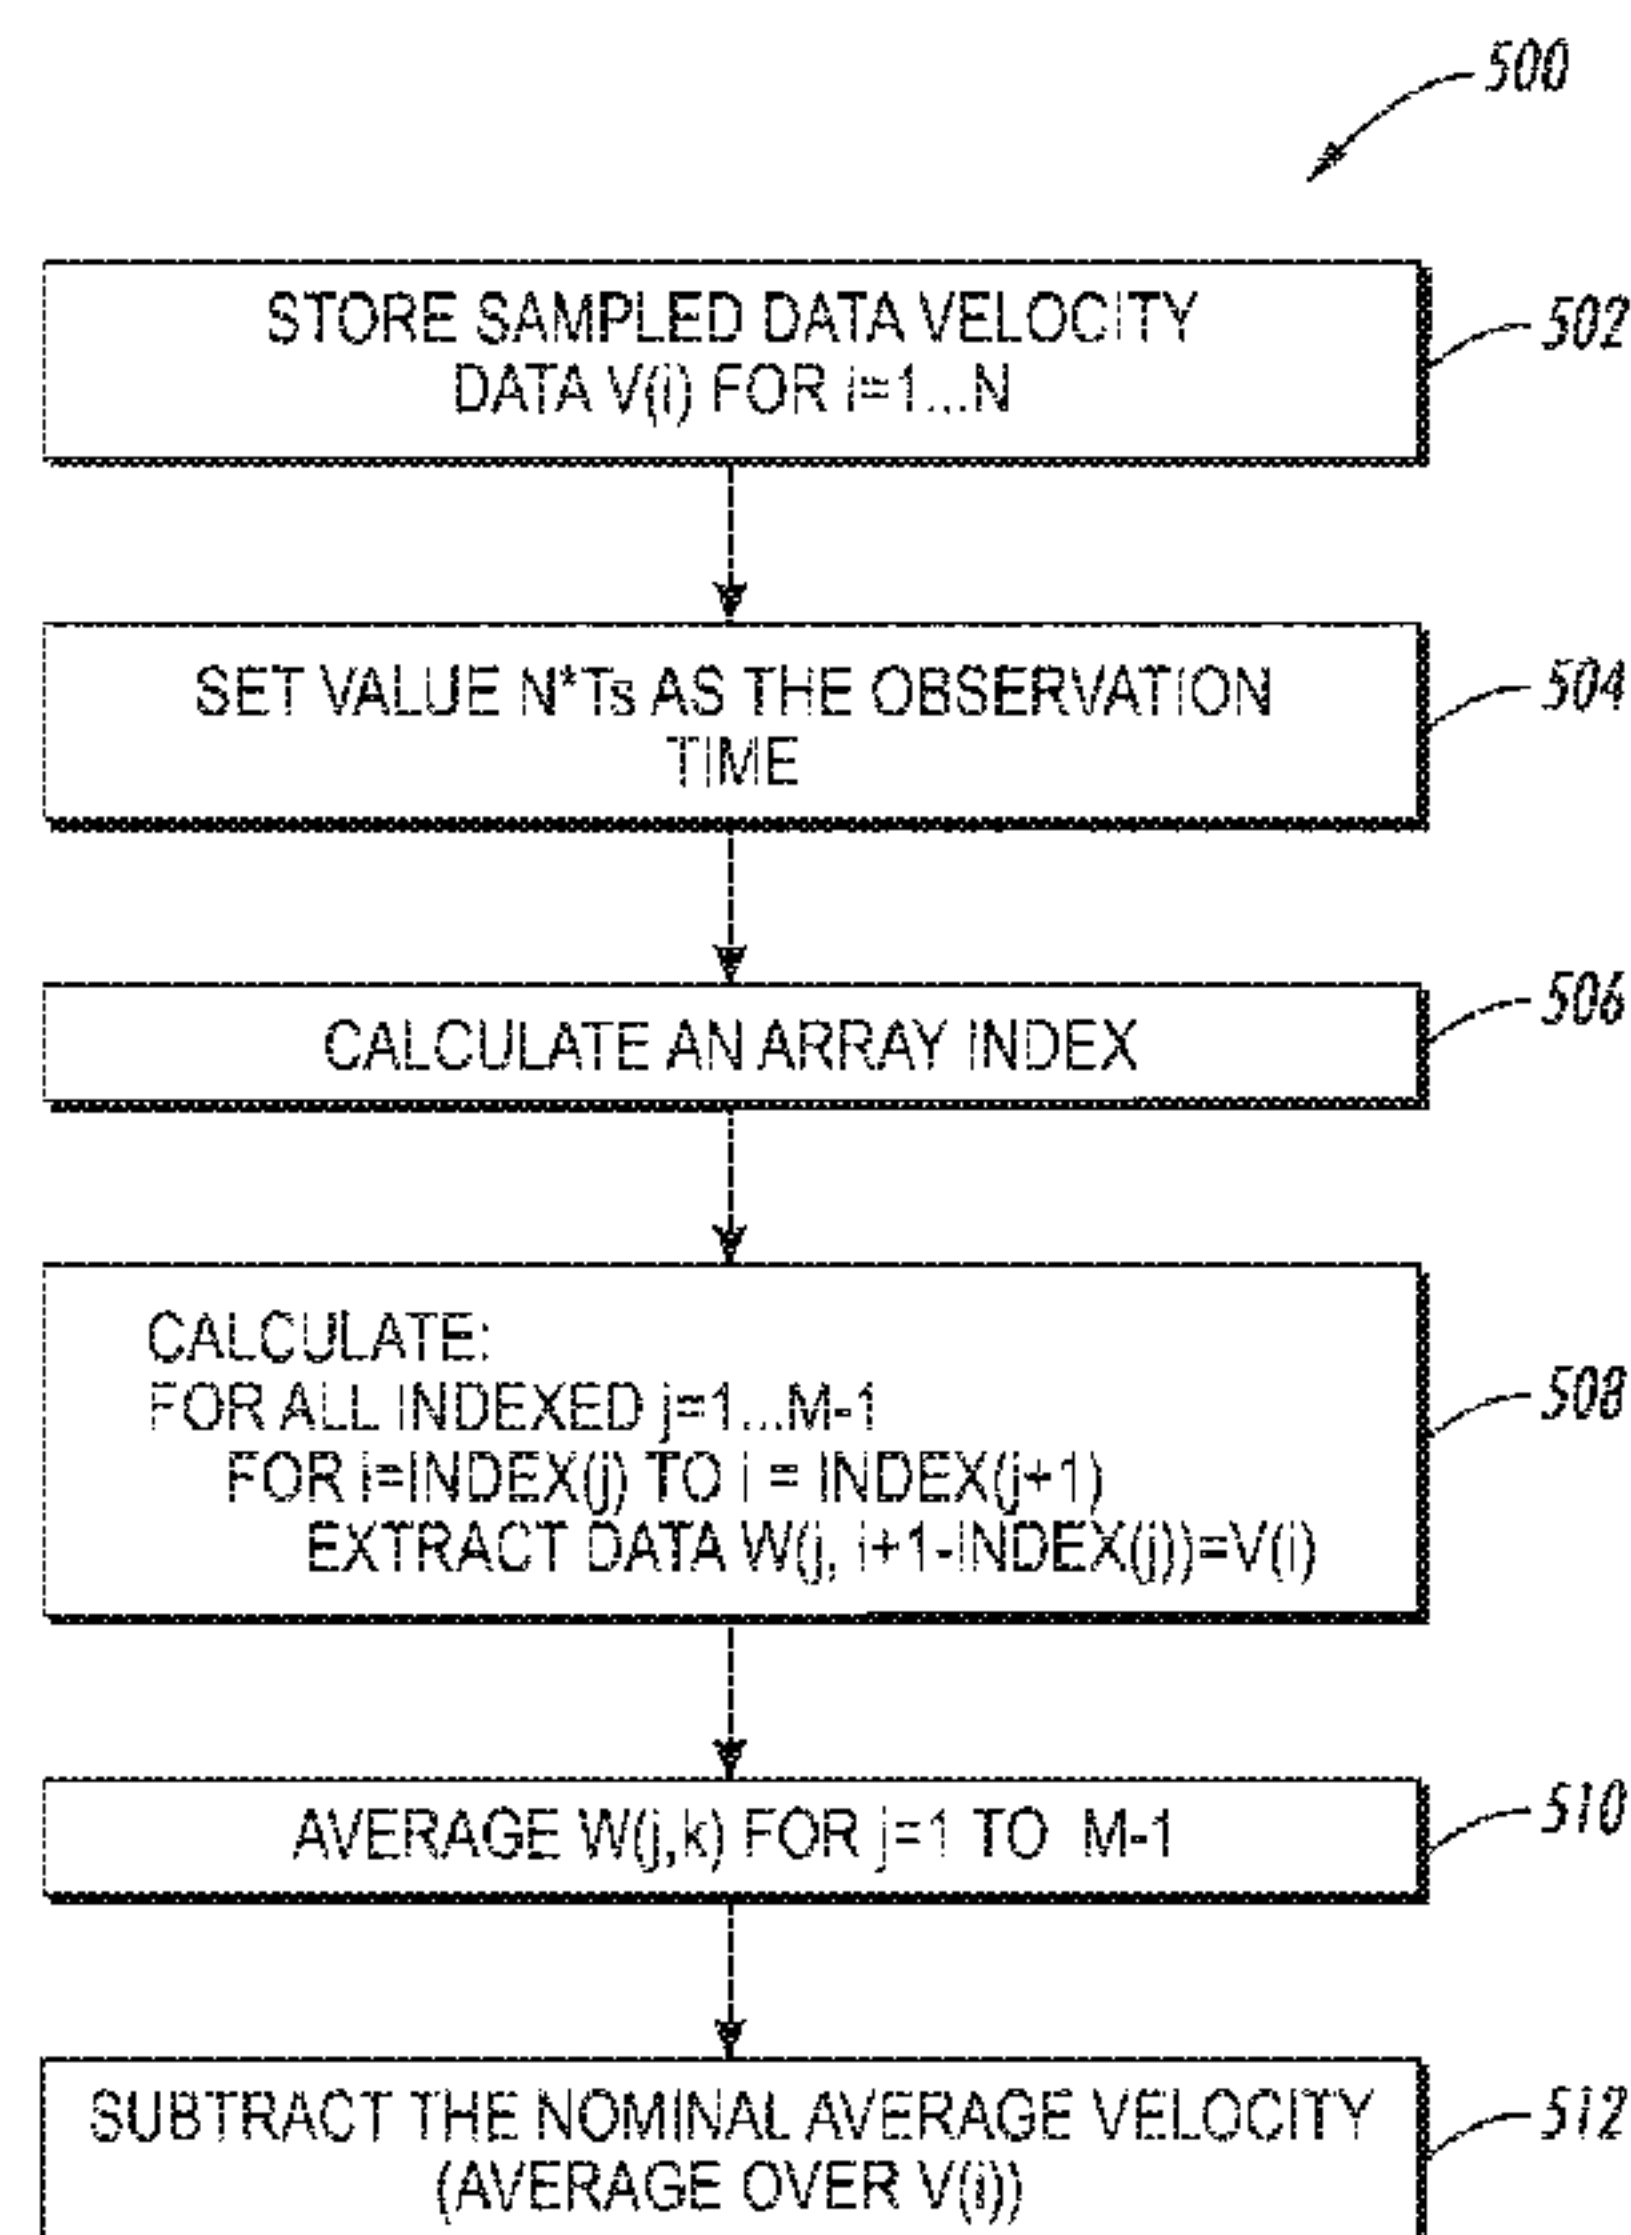 500
STORE SAMPLED DATA VELOCITY
DATA V(i) FOR i=1...N
502
SET VALUE N*Ts AS THE OBSERVATION
TIME
504
CALCULATE AN ARRAY INDEX
506
CALCULATE:
FOR ALL INDEXED j=1...M-1
FOR i=INDEX(j) TO i = INDEX(j+1)
EXTRACT DATA W(j, i+1-INDEX(j))=V(i)
508
AVERAGE W(j,k) FOR j=1 TO M-1
510
SUBTRACT THE NOMINAL AVERAGE VELOCITY
(AVERAGE OVER V(i))
512